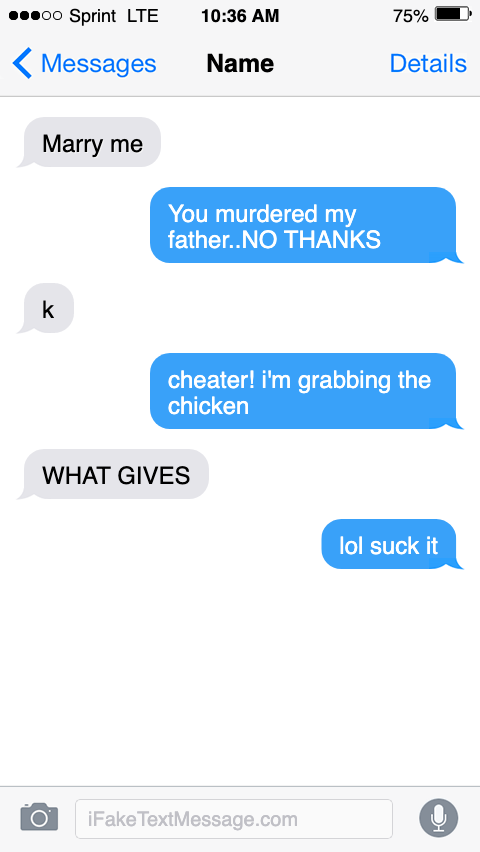 Sprint LTE 10:36 AM 75%
Messages Name Details
Marry me
You murdered my
father..NO THANKS
k
cheater! i'm grabbing the
chicken
WHAT GIVES
lol suck it
iFakeTextMessage.com